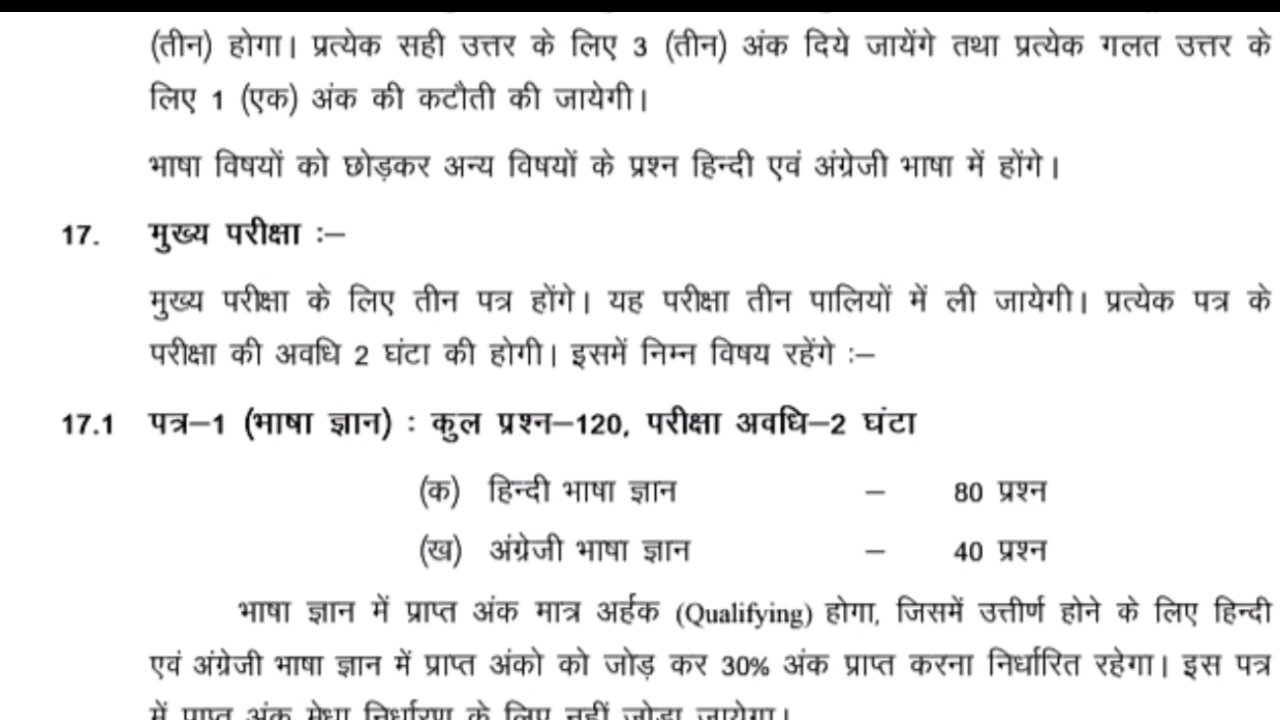 (तीन) होगा। प्रत्येक सही उत्तर के लिए 3 (तीन) अंक दिये जायेंगे तथा प्रत्येक गलत उत्तर के
लिए 1 (एक) अंक की कटौती की जायेगी।
भाषा विषयों को छोड़कर अन्य विषयों के प्रश्न हिन्दी एवं अंग्रेजी भाषा में होंगे।
17. मुख्य परीक्षा :–
मुख्य परीक्षा के लिए तीन पत्र होंगे। यह परीक्षा तीन पालियों में ली जायेगी। प्रत्येक पत्र के
परीक्षा की अवधि 2 घंटा की होगी। इसमें निम्न विषय रहेंगे :–
17.1 पत्र–1 (भाषा ज्ञान) : कुल प्रश्न–120, परीक्षा अवधि–2 घंटा
(क) हिन्दी भाषा ज्ञान – 80 प्रश्न
(ख) अंग्रेजी भाषा ज्ञान – 40 प्रश्न
भाषा ज्ञान में प्राप्त अंक मात्र अर्हक (Qualifying) होगा, जिसमें उत्तीर्ण होने के लिए हिन्दी
एवं अंग्रेजी भाषा ज्ञान में प्राप्त अंको को जोड़ कर 30% अंक प्राप्त करना निर्धारित रहेगा। इस पत्र
में प्राप्त अंक मेधा निर्धारण के लिए नहीं जोड़ा जायेगा।